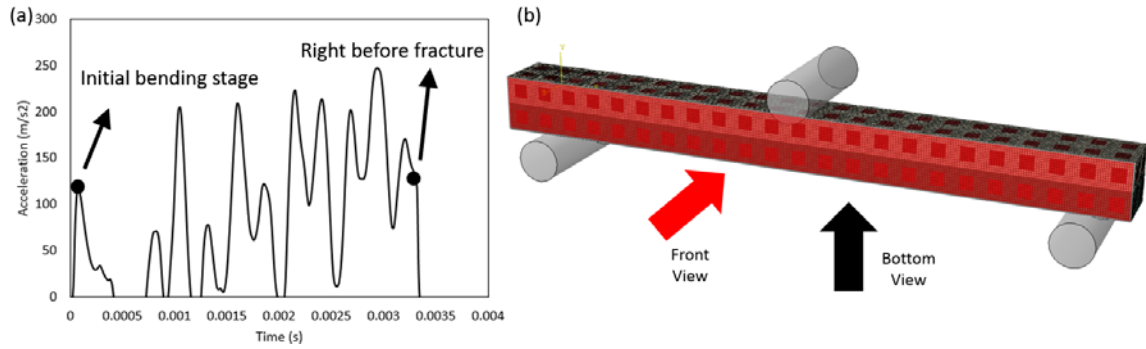 (a)
300
250
200
150
100
50
0
Acceleration (m/s2)
Initial bending stage
Right before fracture
0 0.0005 0.001 0.0015 0.002 0.0025 0.003 0.0035 0.004
Time (s)
(b)
Y
Front
View
Bottom
View